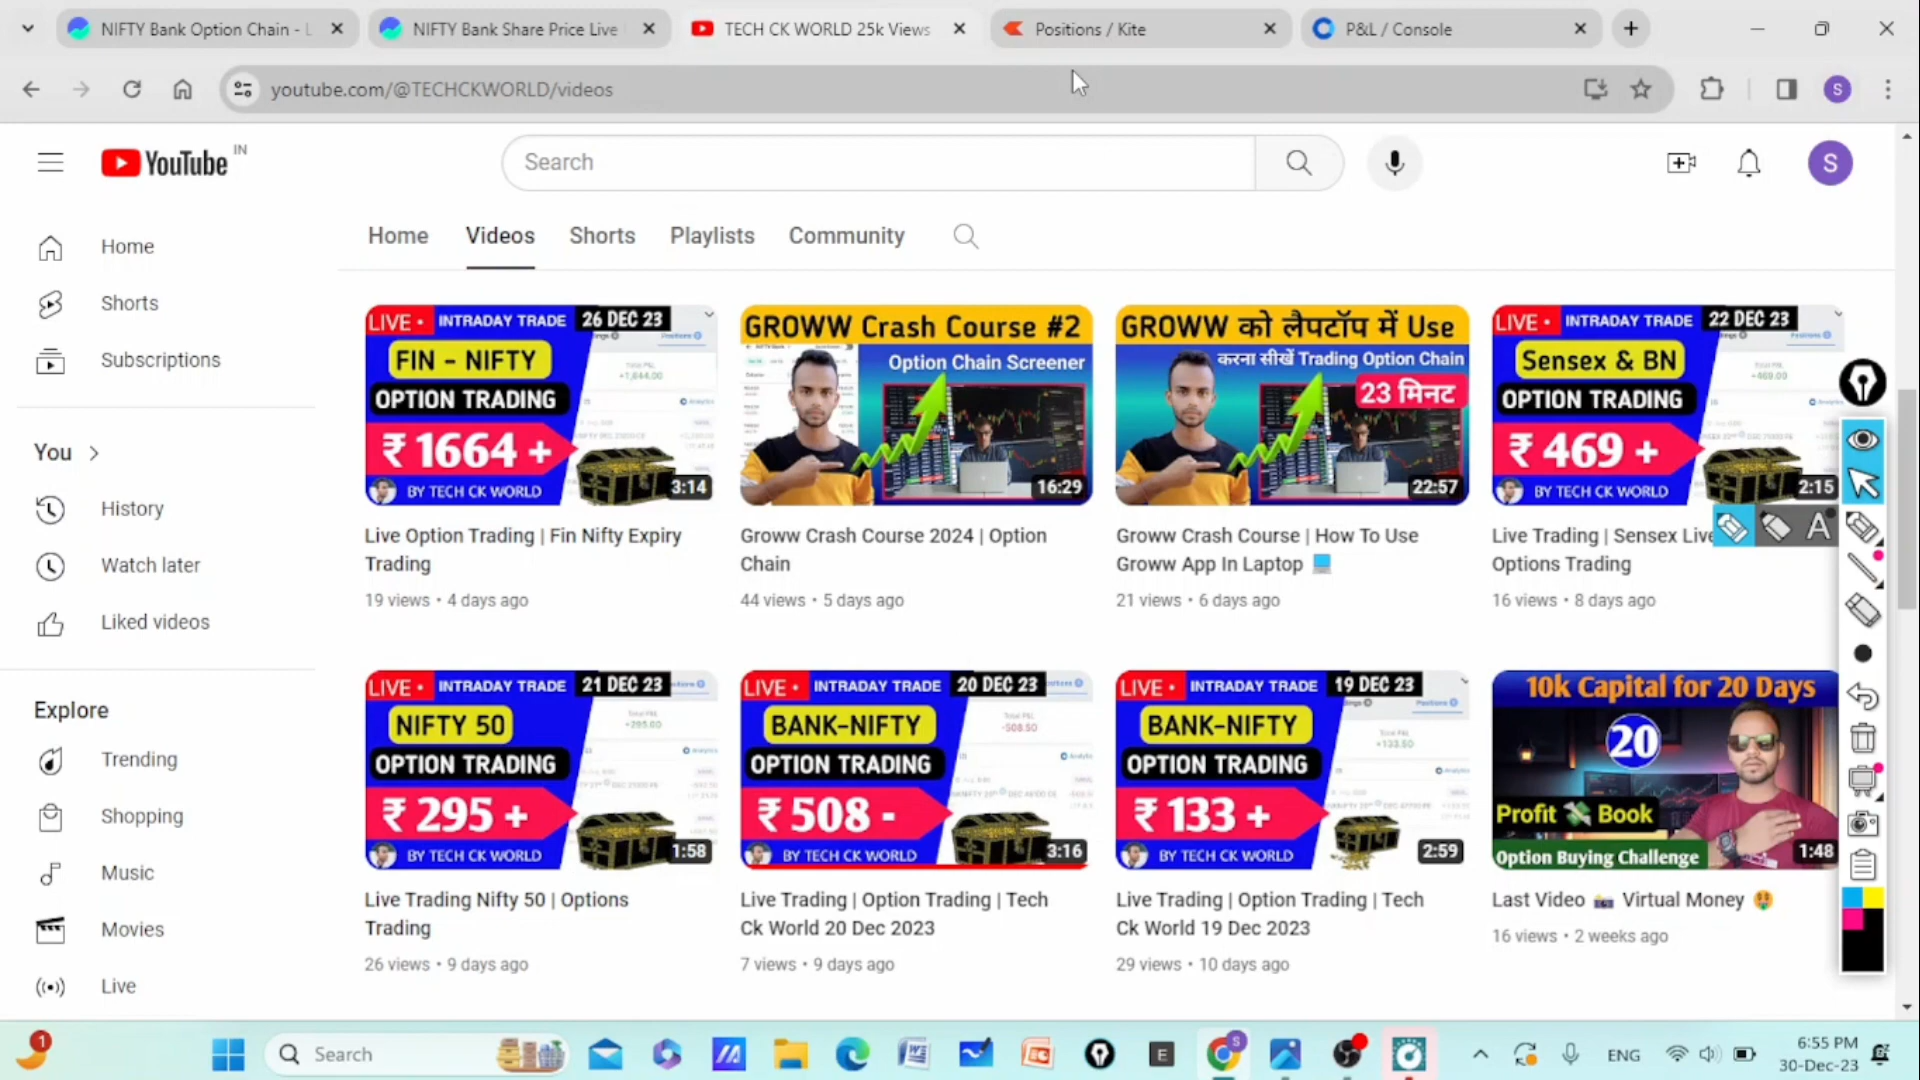 NIFTY Bank Option Chain - L
NIFTY Bank Share Price Live
TECH CK WORLD 25k Views
Positions / Kite
P&L / Console
youtube.com/@TECHCKWORLD/videos
S
YouTube IN
Search
S
Home
Videos
Shorts
Playlists
Community
Home
Shorts
Subscriptions
You
History
Watch later
Liked videos
Explore
Trending
Shopping
Music
Movies
Live
LIVE • INTRADAY TRADE 26 DEC 23
FIN - NIFTY
OPTION TRADING
₹ 1664 +
BY TECH CK WORLD
3:14
Live Option Trading | Fin Nifty Expiry
Trading
19 views • 4 days ago
GROWW Crash Course #2
Option Chain Screener
16:29
Groww Crash Course 2024 | Option
Chain
44 views • 5 days ago
GROWW को लैपटॉप में Use
करना सीखें Trading Option Chain
23 मिनट
22:57
Groww Crash Course | How To Use
Groww App In Laptop
21 views • 6 days ago
LIVE • INTRADAY TRADE 22 DEC 23
Sensex & BN
OPTION TRADING
₹ 469 +
BY TECH CK WORLD
2:15
Live Trading | Sensex Live
Options Trading
16 views • 8 days ago
A
LIVE • INTRADAY TRADE 21 DEC 23
NIFTY 50
OPTION TRADING
₹ 295 +
BY TECH CK WORLD
1:58
Live Trading Nifty 50 | Options
Trading
26 views • 9 days ago
LIVE • INTRADAY TRADE 20 DEC 23
BANK-NIFTY
OPTION TRADING
₹ 508 -
BY TECH CK WORLD
3:16
Live Trading | Option Trading | Tech
Ck World 20 Dec 2023
7 views • 9 days ago
LIVE • INTRADAY TRADE 19 DEC 23
BANK-NIFTY
OPTION TRADING
₹ 133 +
BY TECH CK WORLD
2:59
Live Trading | Option Trading | Tech
Ck World 19 Dec 2023
29 views • 10 days ago
10k Capital for 20 Days
20
Profit Book
Option Buying Challenge
1:48
Last Video Virtual Money
16 views • 2 weeks ago
1
Search
E
S
ENG
6:55 PM
30-Dec-23